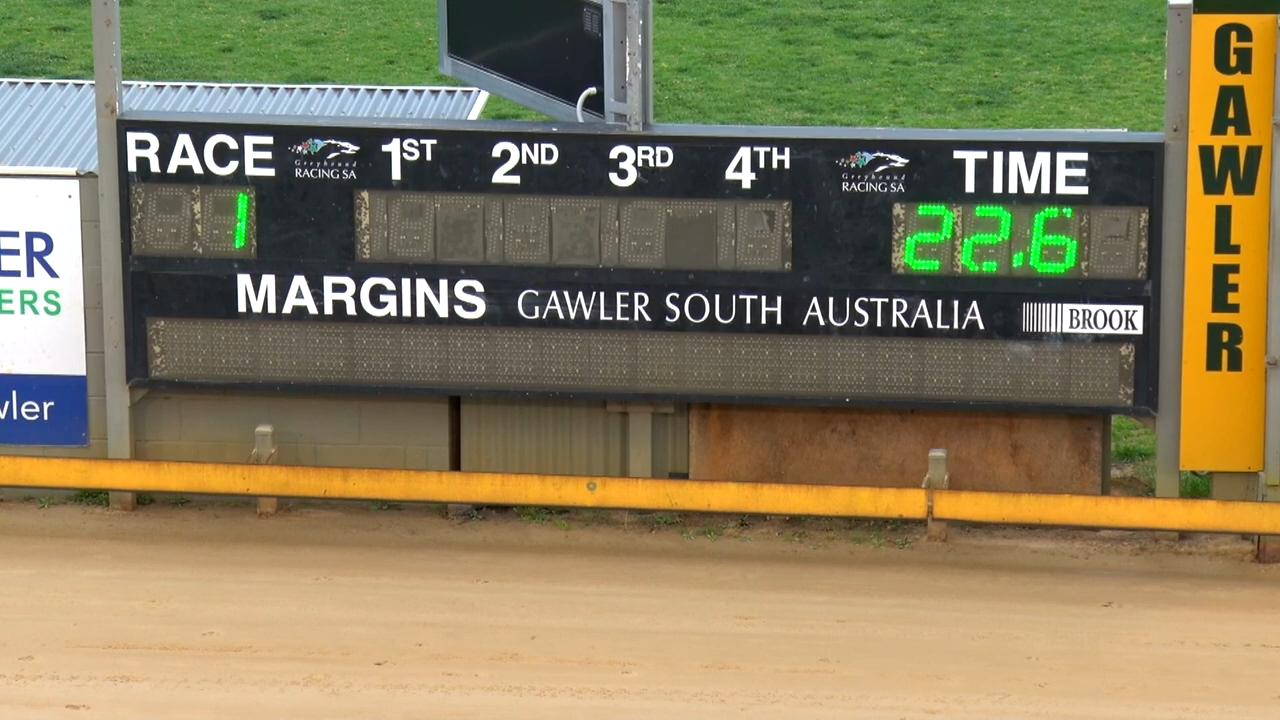 RACE
Greyhound
RACING SA
1ST
2ND
3RD
4TH
Greyhound
RACING SA
TIME
1
22.6
MARGINS
GAWLER SOUTH AUSTRALIA
BROOK
GAWLER
ER
ERS
wler